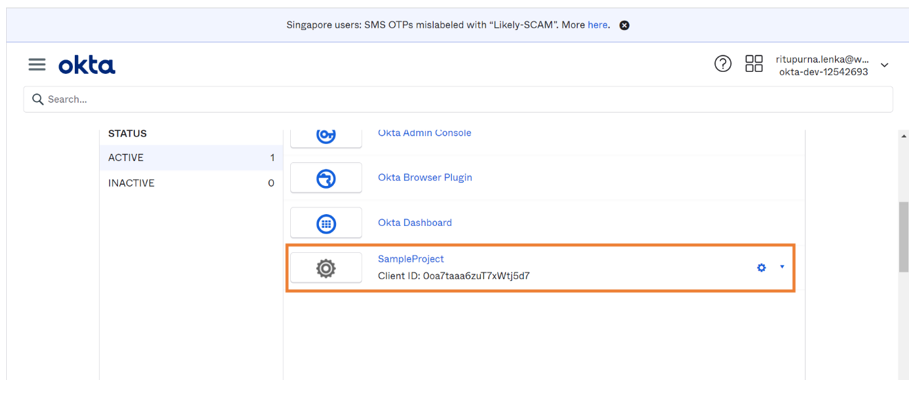 Singapore users: SMS OTPs mislabeled with “Likely-SCAM”. More here.
okta
ritupurna.lenka@w...
okta-dev-12542693
Search...
STATUS
ACTIVE 1
INACTIVE 0
Okta Admin Console
Okta Browser Plugin
Okta Dashboard
SampleProject
Client ID: 0oa7taaa6zuT7xWtj5d7